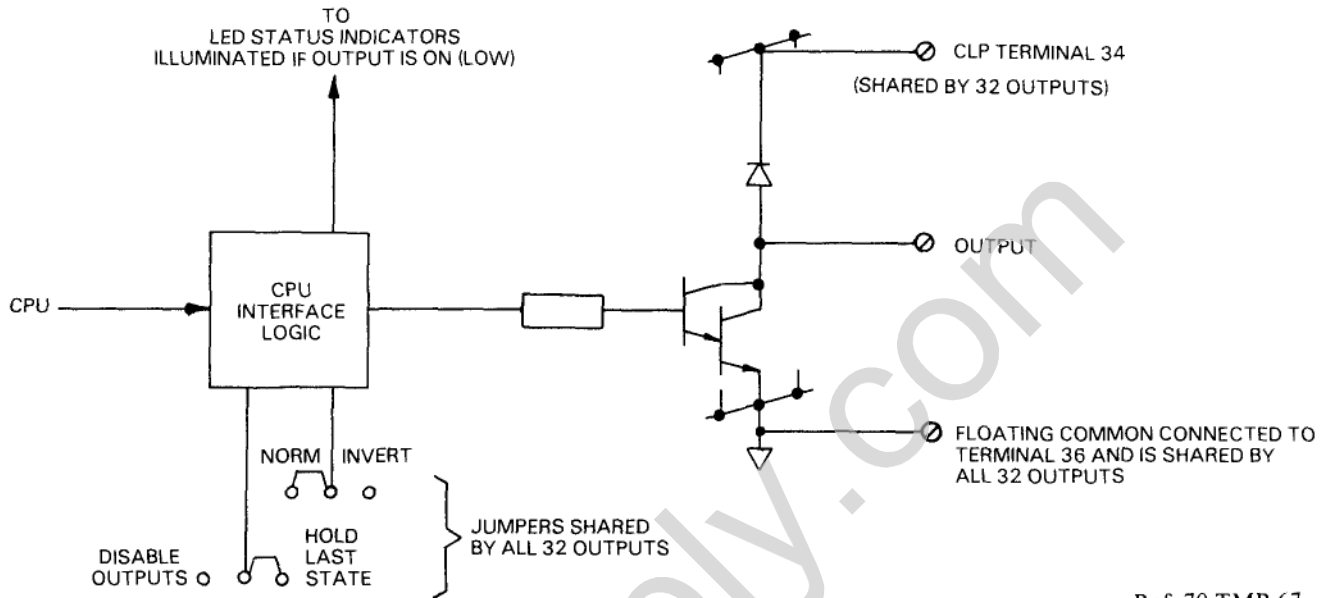 TO
LED STATUS INDICATORS
ILLUMINATED IF OUTPUT IS ON (LOW)
CLP TERMINAL 34
(SHARED BY 32 OUTPUTS)
OUTPUT
CPU
CPU
INTERFACE
LOGIC
FLOATING COMMON CONNECTED TO
TERMINAL 36 AND IS SHARED BY
ALL 32 OUTPUTS
NORM INVERT
HOLD
LAST
STATE
DISABLE
OUTPUTS
JUMPERS SHARED
BY ALL 32 OUTPUTS
ply.com